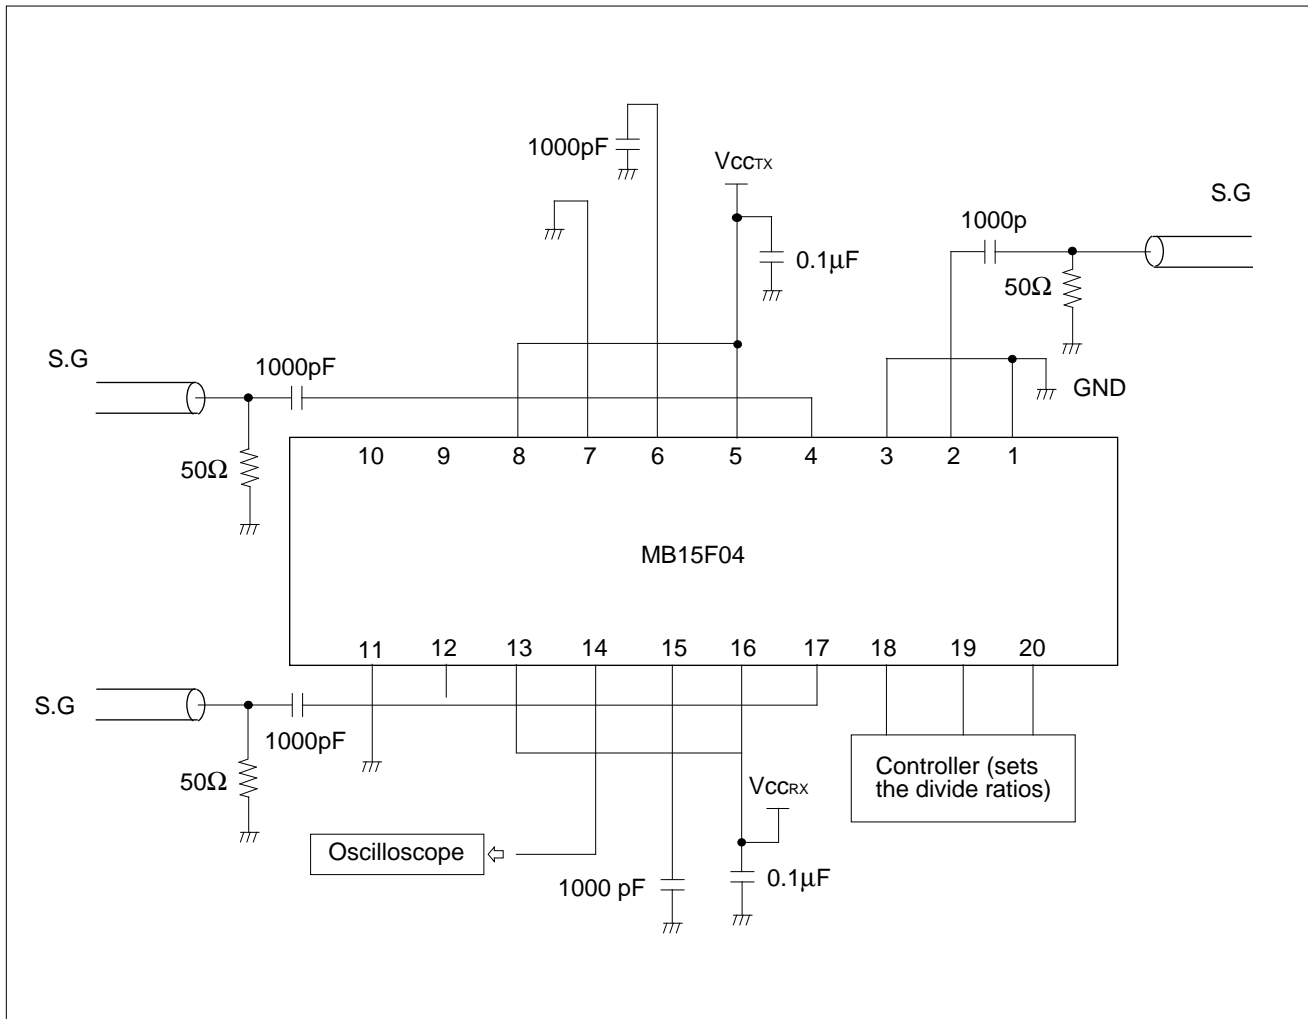 1000pF
VccTX
S.G
1000p
0.1µF
50Ω
S.G
1000pF
GND
50Ω
10 9 8 7 6 5 4 3 2 1
MB15F04
11 12 13 14 15 16 17 18 19 20
S.G
1000pF
50Ω
VccRX
Controller (sets
the divide ratios)
Oscilloscope
1000 pF
0.1µF